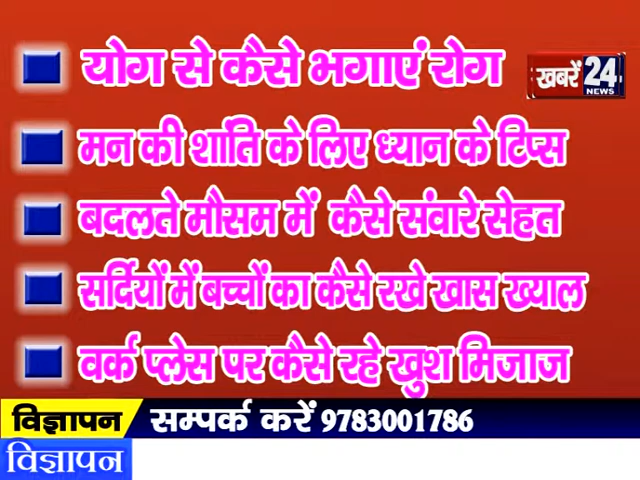 योग से कैसे भगाएं रोग
खबरें 24
NEWS
मन की शांति के लिए ध्यान के टिप्स
बदलते मौसम में कैसे संवारे सेहत
सर्दियों में बच्चों का कैसे रखे खास ख्याल
वर्क प्लेस पर कैसे रहे खुश मिजाज
विज्ञापन सम्पर्क करें 9783001786
विज्ञापन